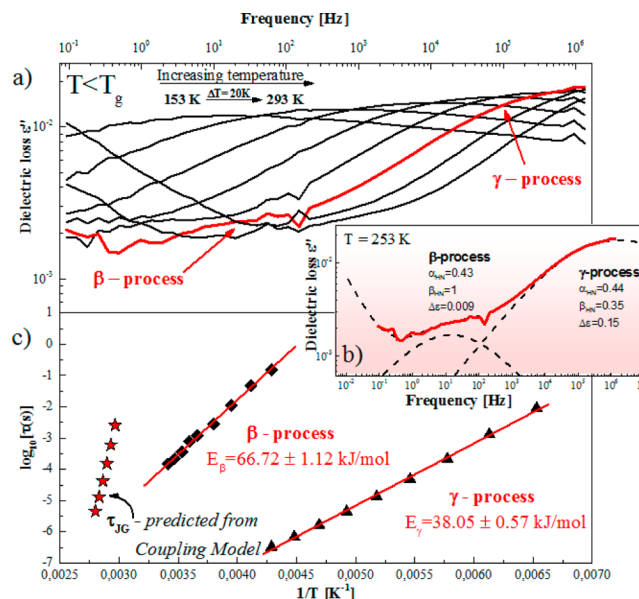 Frequency [Hz]
10⁻¹ 10⁰ 10¹ 10² 10³ 10⁴ 10⁵ 10⁶
a) T<Tg
Increasing temperature
153 K ΔT=20K 293 K
Dielectric loss ε''
10⁻²
10⁻³
γ – process
β – process
T = 253 K
β-process
α_HN=0.43
β_HN=1
Δε=0.009
γ-process
α_HN=0.44
β_HN=0.35
Δε=0.15
Dielectric loss ε''
10⁻²
10⁻³
b)
10⁻² 10⁻¹ 10⁰ 10¹ 10² 10³ 10⁴ 10⁵ 10⁶
Frequency [Hz]
c)
log₁₀[τ(s)]
1
0
-1
-2
-3
-4
-5
-6
-7
β - process
E_β=66.72 ± 1.12 kJ/mol
γ - process
E_γ=38.05 ± 0.57 kJ/mol
τ_JG - predicted from
Coupling Model
0,0025 0,0030 0,0035 0,0040 0,0045 0,0050 0,0055 0,0060 0,0065 0,0070
1/T [K⁻¹]